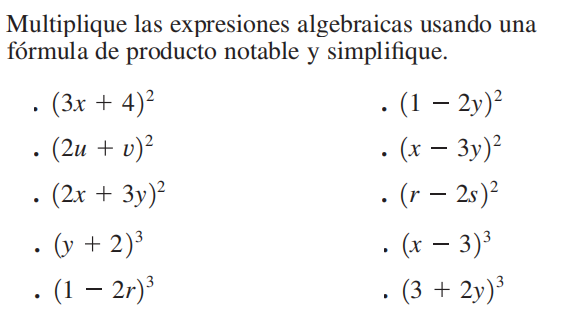 Multiplique las expresiones algebraicas usando una
fórmula de producto notable y simplifique.
. (3x + 4)² . (1 − 2y)²
. (2u + v)² . (x − 3y)²
. (2x + 3y)² . (r − 2s)²
. (y + 2)³ . (x − 3)³
. (1 − 2r)³ . (3 + 2y)³